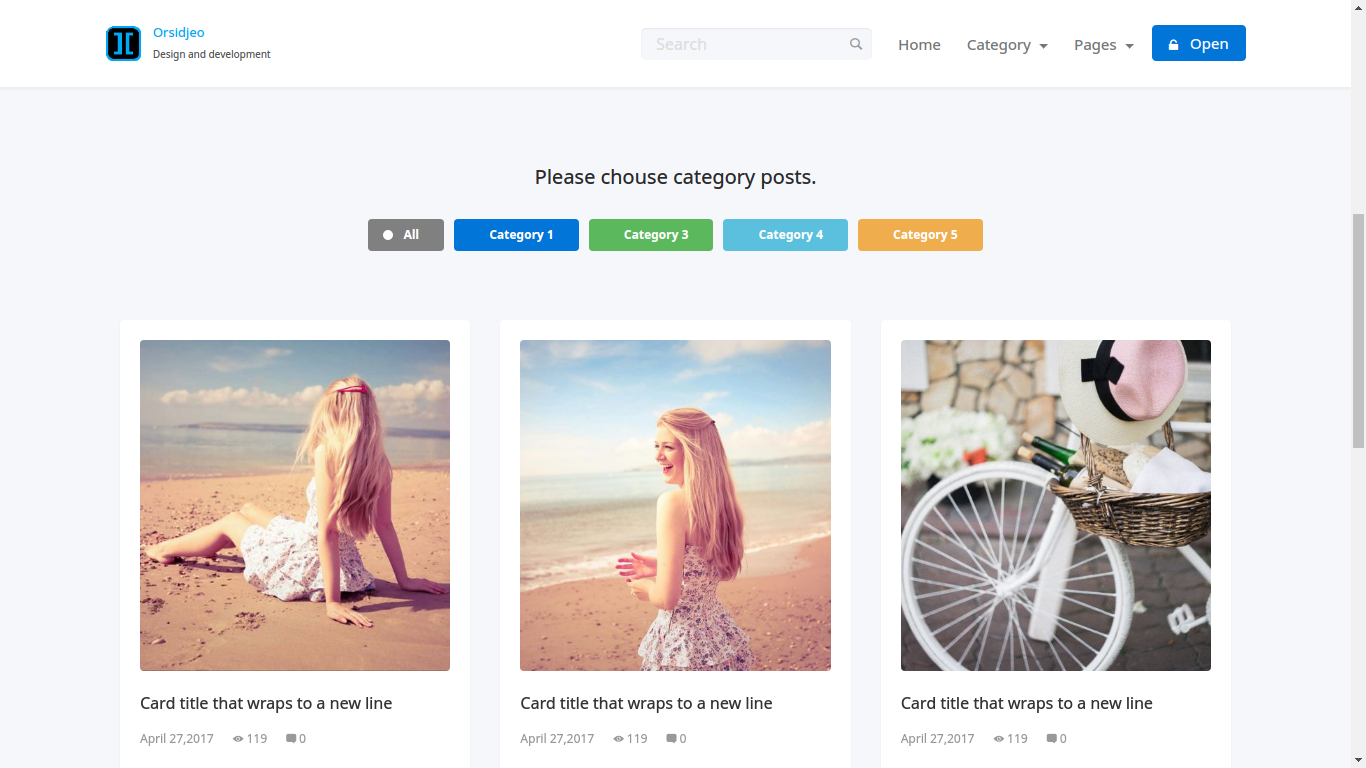 Orsidjeo
Design and development
Search
Home
Category
Pages
Open
Please chouse category posts.
All
Category 1
Category 3
Category 4
Category 5
Card title that wraps to a new line
April 27,2017 119 0
Card title that wraps to a new line
April 27,2017 119 0
Card title that wraps to a new line
April 27,2017 119 0